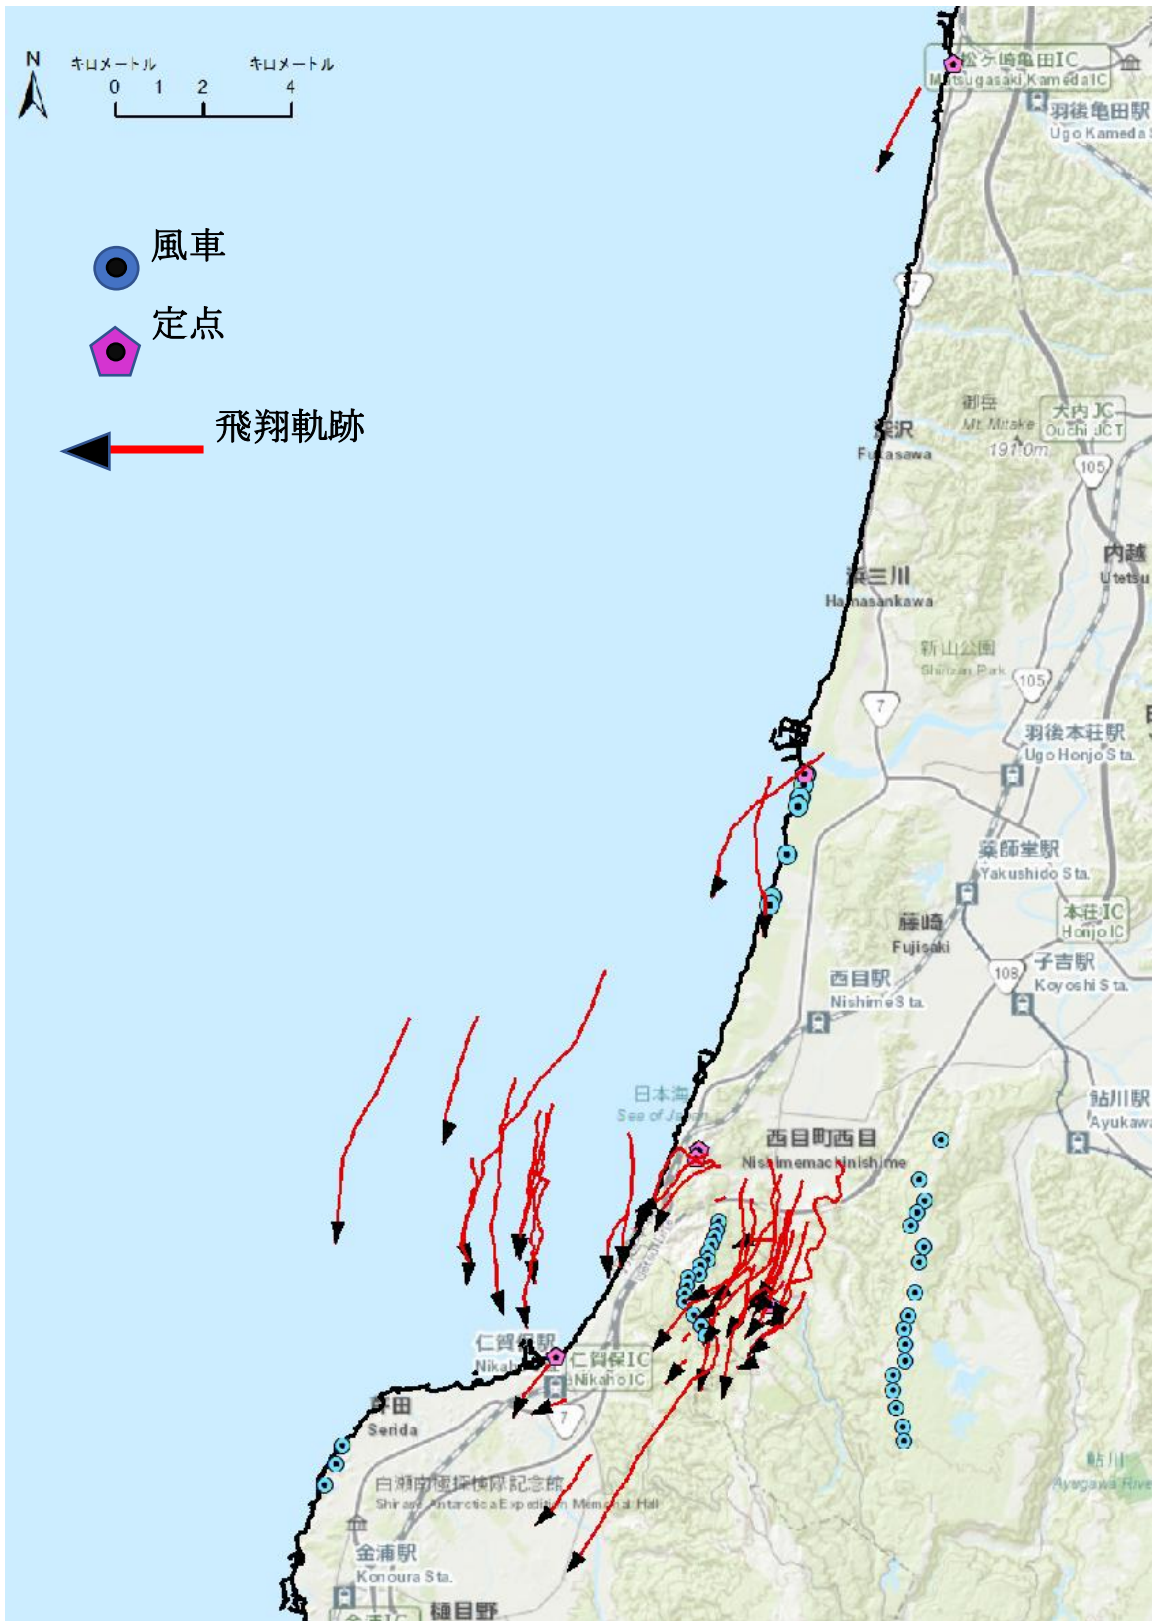 N
キロメートル キロメートル
0 1 2 4
風車
定点
飛翔軌跡
松ケ崎亀田IC
Matsugasaki Kameda IC
羽後亀田駅
Ugo Kameda S
7
御岳
Mt. Mitake
191.0m
大内JC
Ouchi JCT
深沢
Fukasawa
105
内越
Utetsu
浜三川
Hamasankawa
新山公園
Shinzan Park
105
7
羽後本荘駅
Ugo Honjo Sta.
薬師堂駅
Yakushido Sta.
藤崎
Fujisaki
本荘IC
Honjo IC
子吉駅
Koyoshi Sta.
108
西目駅
Nishime Sta.
日本海
Sea of Japan
鮎川駅
Ayukawa
西目町西目
Nishimemachinishime
仁賀保駅
仁賀保IC
Nikaho IC
7
芹田
Serida
鮎川
Ayugawa River
白瀬南極探検隊記念館
Shirase Antarctica Expedition Memorial Hall
金浦駅
Konoura Sta.
樋目野
金浦IC